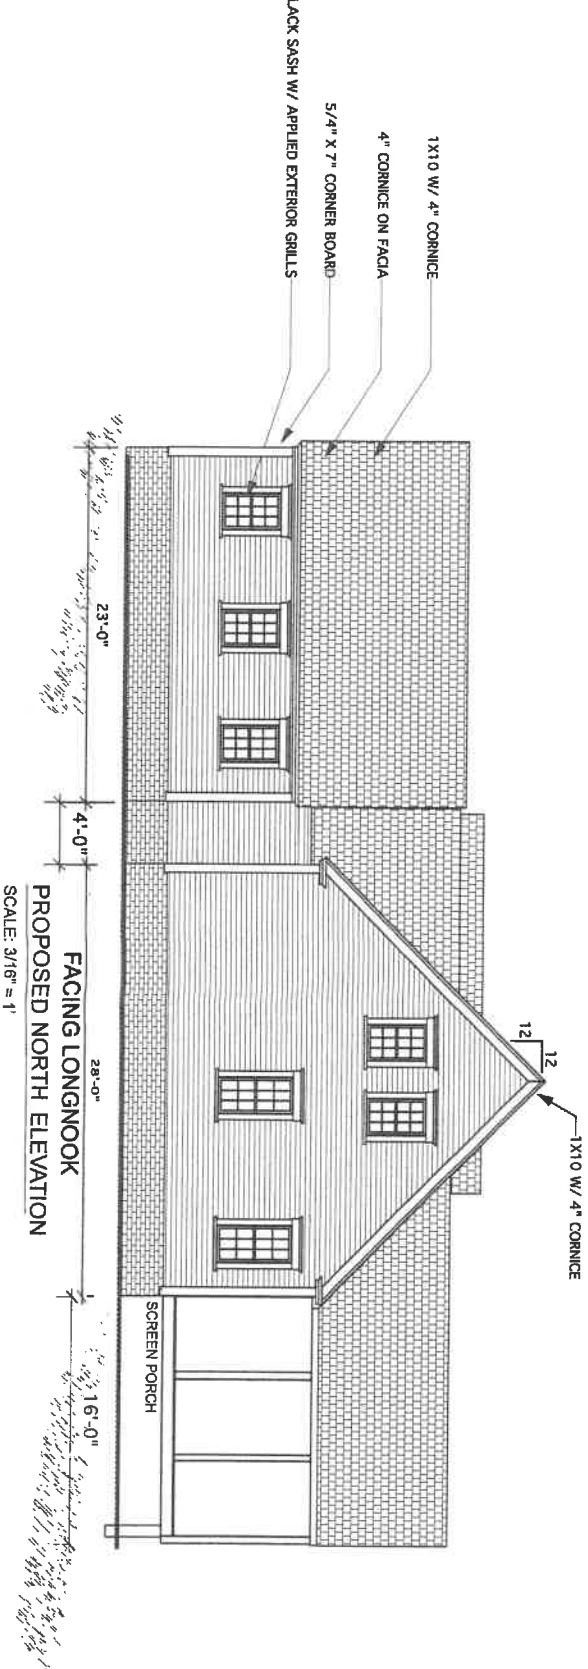 1X10 W/ 4" CORNICE
4" CORNICE ON FACIA
5/4" X 7" CORNER BOARD
LACK SASH W/ APPLIED EXTERIOR GRILLS
12
12
1X10 W/ 4" CORNICE
SCREEN PORCH
23'-0"
4'-0"
28'-0"
16'-0"
FACING LONGNOOK
PROPOSED NORTH ELEVATION
SCALE: 3/16" = 1'